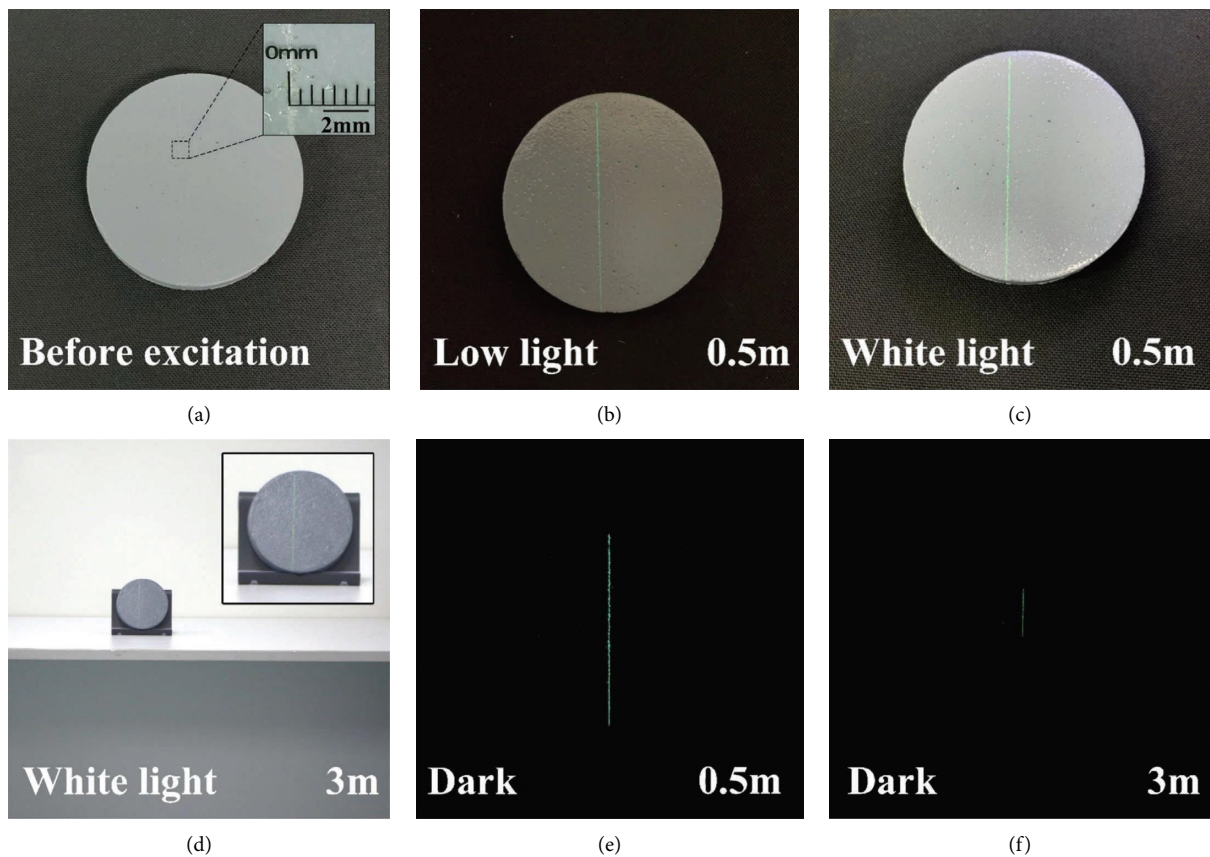 0mm
2mm
Before excitation
Low light 0.5m
White light 0.5m
(a)
(b)
(c)
White light 3m
Dark 0.5m
Dark 3m
(d)
(e)
(f)